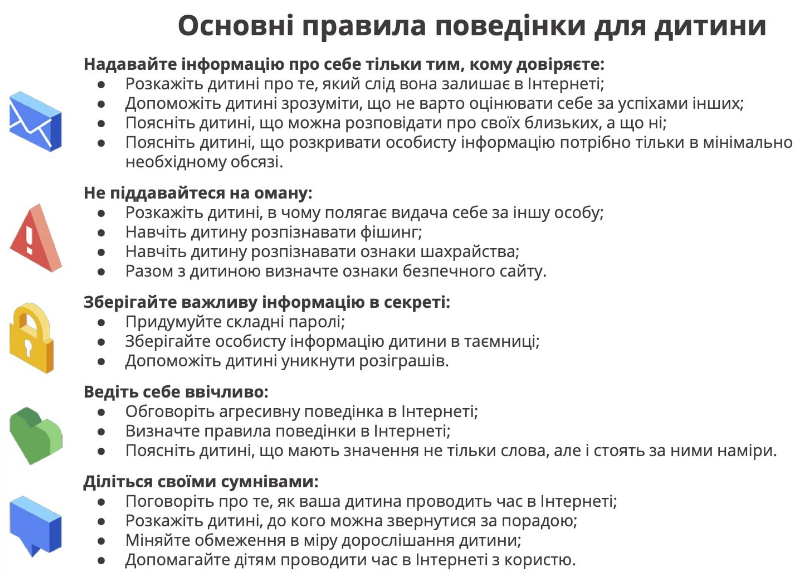 Основні правила поведінки для дитини
Надавайте інформацію про себе тільки тим, кому довіряєте:
● Розкажіть дитині про те, який слід вона залишає в Інтернеті;
● Допоможіть дитині зрозуміти, що не варто оцінювати себе за успіхами інших;
● Поясніть дитині, що можна розповідати про своїх близьких, а що ні;
● Поясніть дитині, що розкривати особисту інформацію потрібно тільки в мінімально
необхідному обсязі.
Не піддавайтеся на оману:
● Розкажіть дитині, в чому полягає видача себе за іншу особу;
● Навчіть дитину розпізнавати фішинг;
● Навчіть дитину розпізнавати ознаки шахрайства;
● Разом з дитиною визначте ознаки безпечного сайту.
Зберігайте важливу інформацію в секреті:
● Придумуйте складні паролі;
● Зберігайте особисту інформацію дитини в таємниці;
● Допоможіть дитині уникнути розіграшів.
Ведіть себе ввічливо:
● Обговоріть агресивну поведінка в Інтернеті;
● Визначте правила поведінки в Інтернеті;
● Поясніть дитині, що мають значення не тільки слова, але і стоять за ними наміри.
Діліться своїми сумнівами:
● Поговоріть про те, як ваша дитина проводить час в Інтернеті;
● Розкажіть дитині, до кого можна звернутися за порадою;
● Міняйте обмеження в міру дорослішання дитини;
● Допомагайте дітям проводити час в Інтернеті з користю.